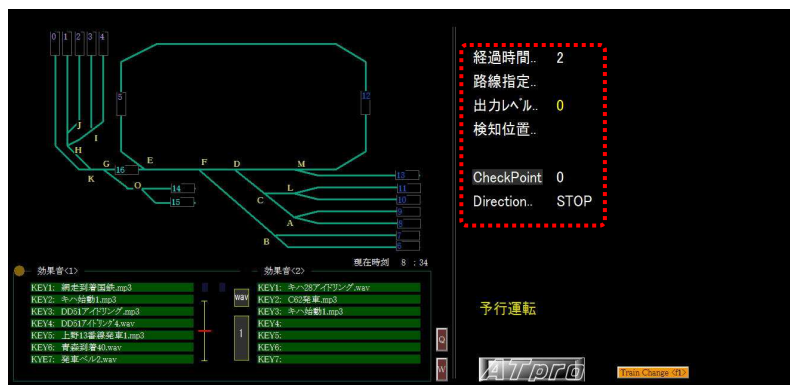 0 1 2 3 4
5
12
J
I
H
G
16
E
F
D
M
K
O
14
15
13
L
11
10
C
9
A
8
B
7
6
現在時刻 8 : 34
効果音<1>
KEY1: 網走到着国鉄.mp3
KEY2: キハ始動1.mp3
KEY3: DD51アイドリング.mp3
KEY4: DD51アイドリング4.wav
KEY5: 上野13番線発車1.mp3
KEY6: 青森到着40.wav
KYE7: 発車ベル2.wav
wav
1
効果音<2>
KEY1: キハ28アイドリング.wav
KEY2: C62発車.mp3
KEY3: キハ始動1.mp3
KEY4:
KEY5:
KEY6:
KEY7:
Q
W
経過時間.. 2
路線指定..
出力レベル.. 0
検知位置..
CheckPoint 0
Direction.. STOP
予行運転
ATpro
Train Change <f1>